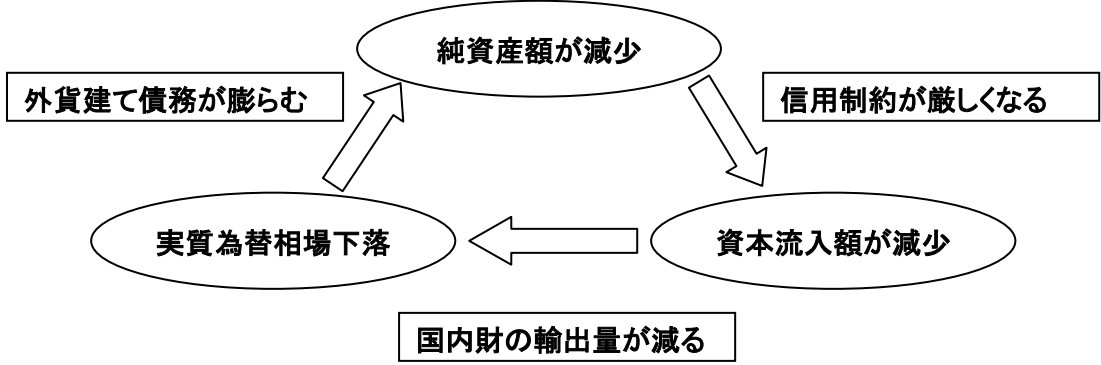 純資産額が減少
外貨建て債務が膨らむ
信用制約が厳しくなる
実質為替相場下落
資本流入額が減少
国内財の輸出量が減る